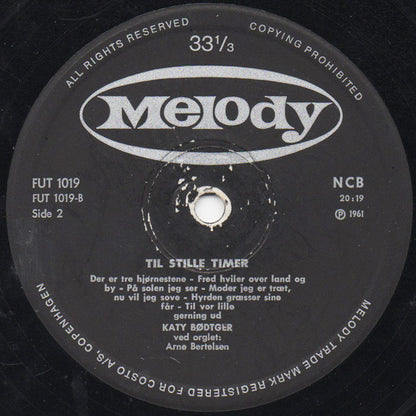 ALL RIGHTS RESERVED
COPYING PROHIBITED
33 1/3
Melody
FUT 1019
FUT 1019-B
Side 2
NCB
20:19
Ⓟ 1961
TIL STILLE TIMER
Der er tre hjørnestene - Fred hviler over land og
by - På solen jeg ser - Moder jeg er træt,
nu vil jeg sove - Hyrden græsser sine
får - Til vor lille
gerning ud
KATY BØDTGER
ved orglet:
Arne Bertelsen
MELODY TRADE MARK REGISTERED FOR COSTO A/S, COPENHAGEN